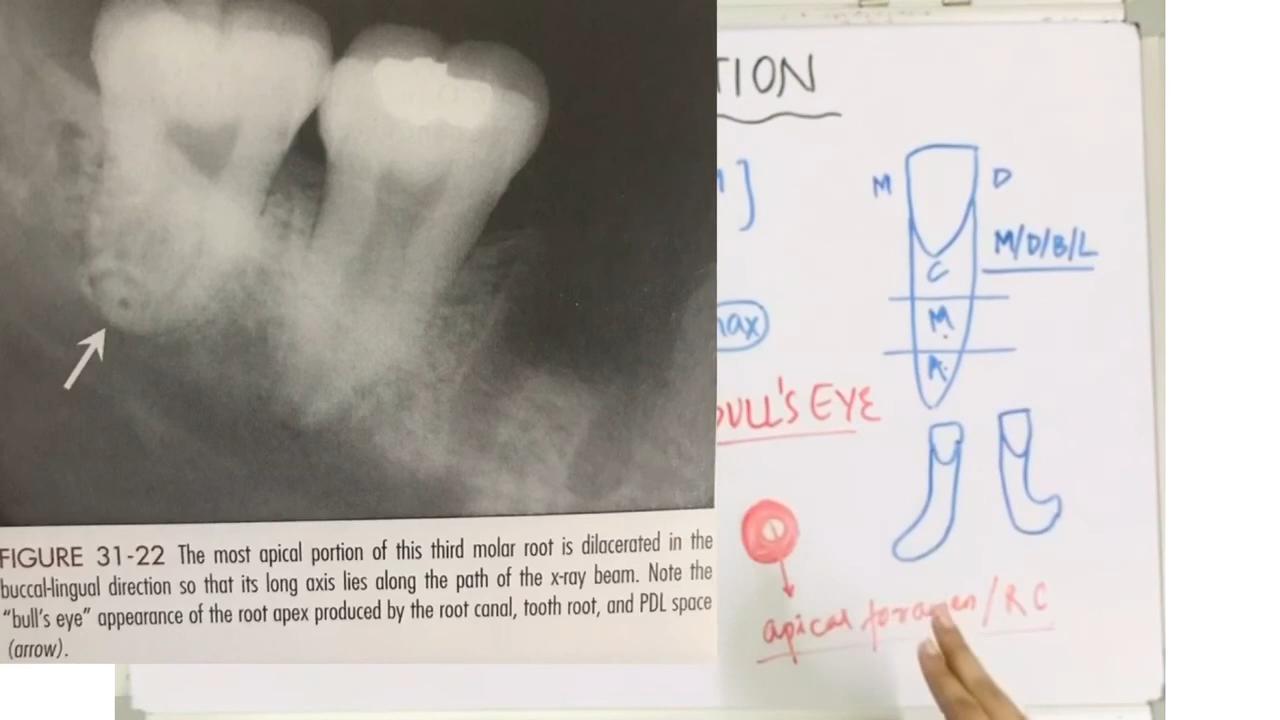 TION
]
M
D
M/D/B/L
C
M
A
max
BULL'S EYE
apical foramen/RC
FIGURE 31-22 The most apical portion of this third molar root is dilacerated in the
buccal-lingual direction so that its long axis lies along the path of the x-ray beam. Note the
"bull's eye" appearance of the root apex produced by the root canal, tooth root, and PDL space
(arrow).